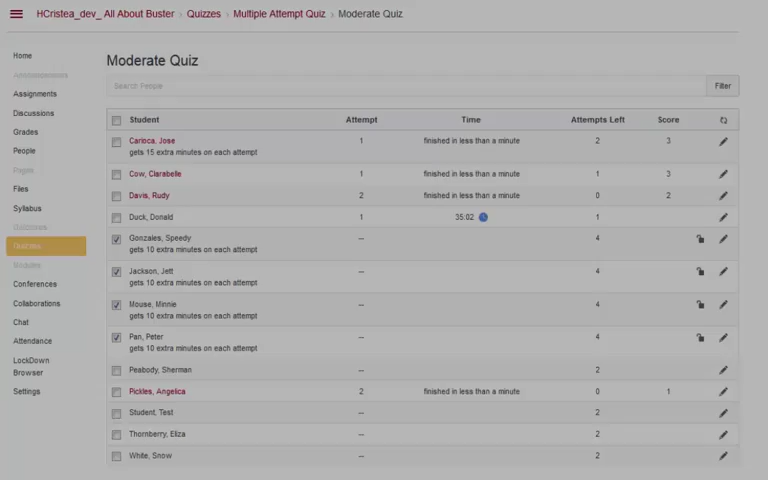 HCristea_dev_ All About Buster › Quizzes › Multiple Attempt Quiz › Moderate Quiz
Home
Announcements
Assignments
Discussions
Grades
People
Pages
Files
Syllabus
Outcomes
Quizzes
Modules
Conferences
Collaborations
Chat
Attendance
LockDown
Browser
Settings
Moderate Quiz
Search People
Filter
Student Attempt Time Attempts Left Score
Carioca, Jose 1 finished in less than a minute 2 3
gets 15 extra minutes on each attempt
Cow, Clarabelle 1 finished in less than a minute 1 3
Davis, Rudy 2 finished in less than a minute 0 2
Duck, Donald 1 35:02 1
Gonzales, Speedy -- 4
gets 10 extra minutes on each attempt
Jackson, Jett -- 4
gets 10 extra minutes on each attempt
Mouse, Minnie -- 4
gets 10 extra minutes on each attempt
Pan, Peter -- 4
gets 10 extra minutes on each attempt
Peabody, Sherman -- 2
Pickles, Angelica 2 finished in less than a minute 0 1
Student, Test -- 2
Thornberry, Eliza -- 2
White, Snow -- 2